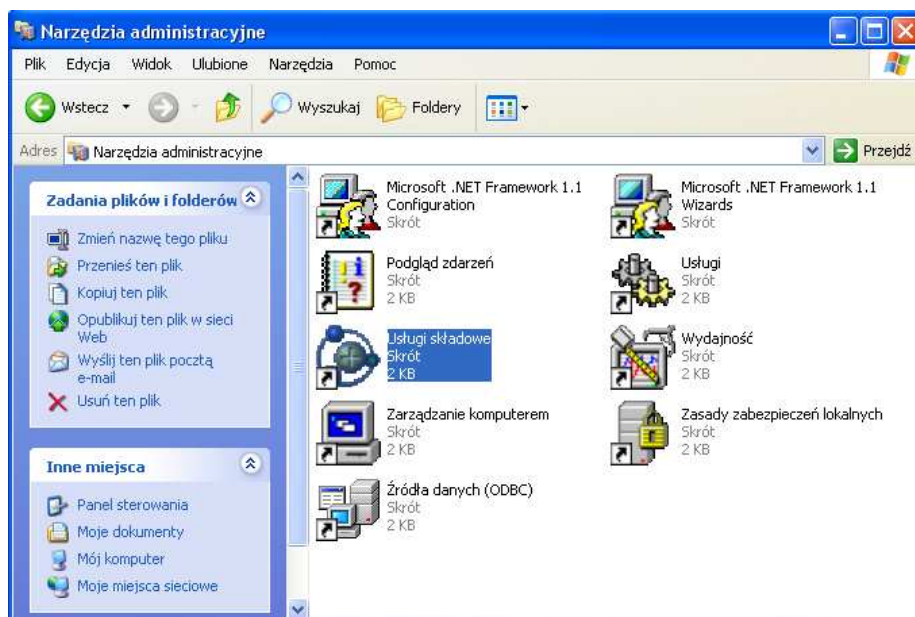 Narzędzia administracyjne
Plik Edycja Widok Ulubione Narzędzia Pomoc
Wstecz Wyszukaj Foldery
Adres Narzędzia administracyjne Przejdź
Zadania plików i folderów
Zmień nazwę tego pliku
Przenieś ten plik
Kopiuj ten plik
Opublikuj ten plik w sieci
Web
Wyślij ten plik pocztą
e-mail
Usuń ten plik
Inne miejsca
Panel sterowania
Moje dokumenty
Mój komputer
Moje miejsca sieciowe
Microsoft .NET Framework 1.1
Configuration
Skrót
Microsoft .NET Framework 1.1
Wizards
Skrót
Podgląd zdarzeń
Skrót
2 KB
Usługi
Skrót
2 KB
Usługi składowe
Skrót
2 KB
Wydajność
Skrót
2 KB
Zarządzanie komputerem
Skrót
2 KB
Zasady zabezpieczeń lokalnych
Skrót
2 KB
Źródła danych (ODBC)
Skrót
2 KB